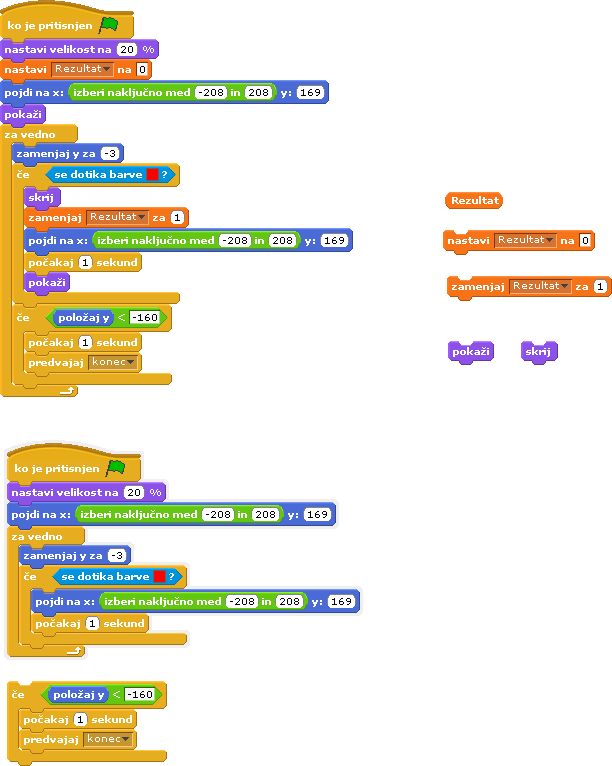 ko je pritisnjen
nastavi velikost na 20 %
nastavi Rezultat na 0
pojdi na x: izberi naključno med -208 in 208 y: 169
pokaži
za vedno
zamenjaj y za -3
če se dotika barve ?
skrij
zamenjaj Rezultat za 1
pojdi na x: izberi naključno med -208 in 208 y: 169
počakaj 1 sekund
pokaži
če položaj y < -160
počakaj 1 sekund
predvajaj konec
Rezultat
nastavi Rezultat na 0
zamenjaj Rezultat za 1
pokaži skrij
ko je pritisnjen
nastavi velikost na 20 %
pojdi na x: izberi naključno med -208 in 208 y: 169
za vedno
zamenjaj y za -3
če se dotika barve ?
pojdi na x: izberi naključno med -208 in 208 y: 169
počakaj 1 sekund
če položaj y < -160
počakaj 1 sekund
predvajaj konec